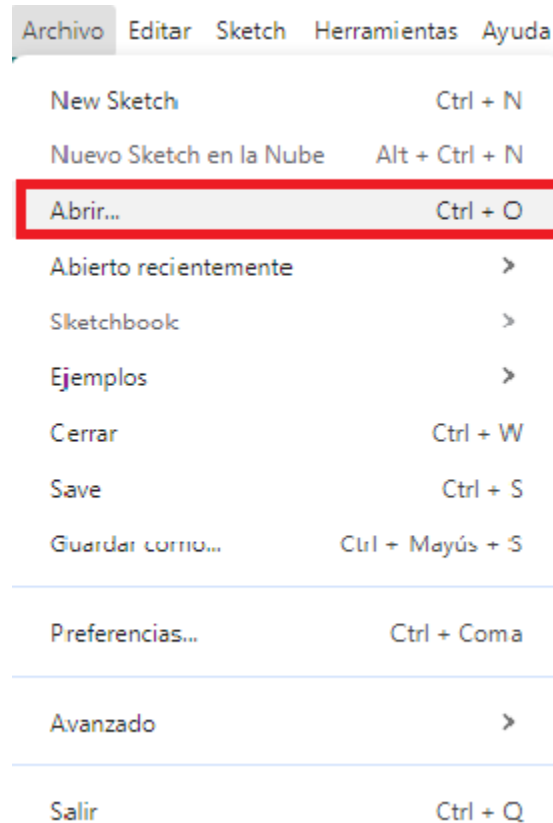 Archivo Editar Sketch Herramientas Ayuda
New Sketch Ctrl + N
Nuevo Sketch en la Nube Alt + Ctrl + N
Abrir... Ctrl + O
Abierto recientemente >
Sketchbook >
Ejemplos >
Cerrar Ctrl + W
Save Ctrl + S
Guardar como... Ctrl + Mayús + S
Preferencias... Ctrl + Coma
Avanzado >
Salir Ctrl + Q